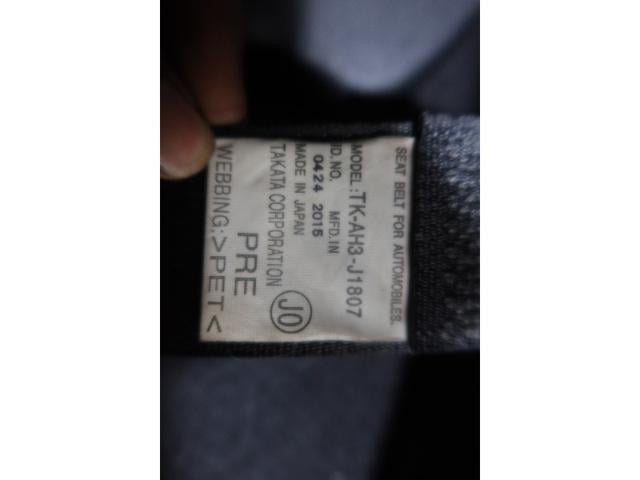 SEAT BELT FOR AUTOMOBILES.
MODEL:TK-AH3-J1807
ID.NO. MFD.IN
0424 2015
MADE IN JAPAN
TAKATA CORPORATION JO
PRE
WEBBING:>PET<